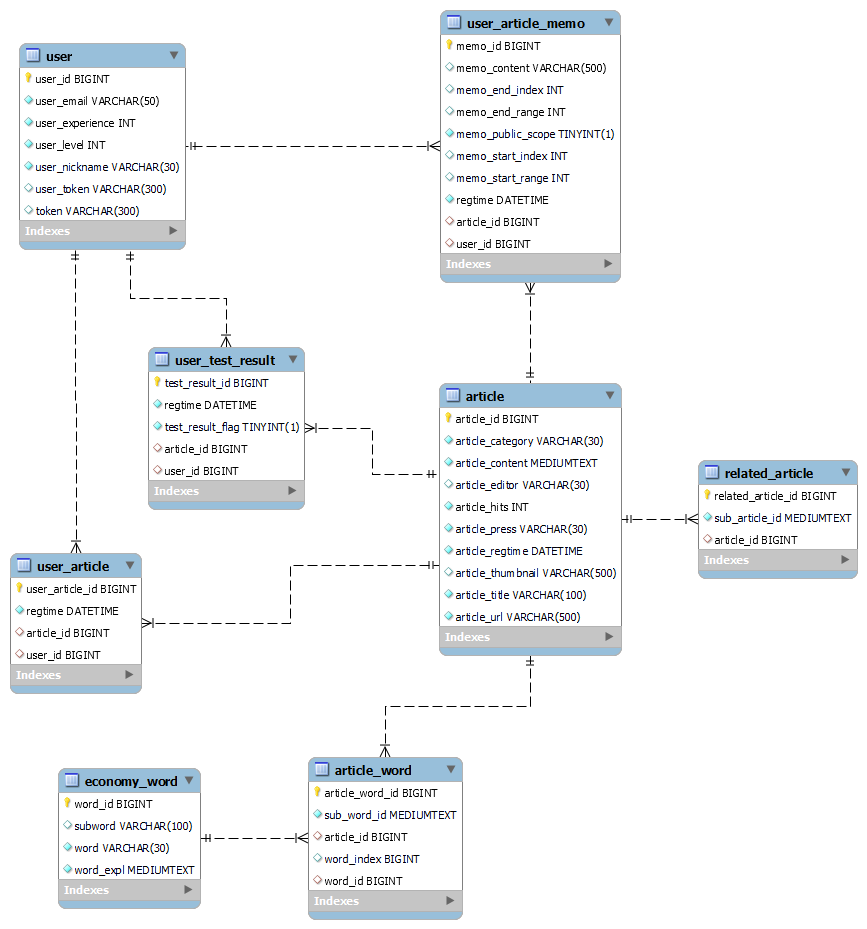 user
user_id BIGINT
user_email VARCHAR(50)
user_experience INT
user_level INT
user_nickname VARCHAR(30)
user_token VARCHAR(300)
token VARCHAR(300)
Indexes
user_article_memo
memo_id BIGINT
memo_content VARCHAR(500)
memo_end_index INT
memo_end_range INT
memo_public_scope TINYINT(1)
memo_start_index INT
memo_start_range INT
regtime DATETIME
article_id BIGINT
user_id BIGINT
Indexes
user_test_result
test_result_id BIGINT
regtime DATETIME
test_result_flag TINYINT(1)
article_id BIGINT
user_id BIGINT
Indexes
article
article_id BIGINT
article_category VARCHAR(30)
article_content MEDIUMTEXT
article_editor VARCHAR(30)
article_hits INT
article_press VARCHAR(30)
article_regtime DATETIME
article_thumbnail VARCHAR(500)
article_title VARCHAR(100)
article_url VARCHAR(500)
Indexes
related_article
related_article_id BIGINT
sub_article_id MEDIUMTEXT
article_id BIGINT
Indexes
user_article
user_article_id BIGINT
regtime DATETIME
article_id BIGINT
user_id BIGINT
Indexes
economy_word
word_id BIGINT
subword VARCHAR(100)
word VARCHAR(30)
word_expl MEDIUMTEXT
Indexes
article_word
article_word_id BIGINT
sub_word_id MEDIUMTEXT
article_id BIGINT
word_index BIGINT
word_id BIGINT
Indexes